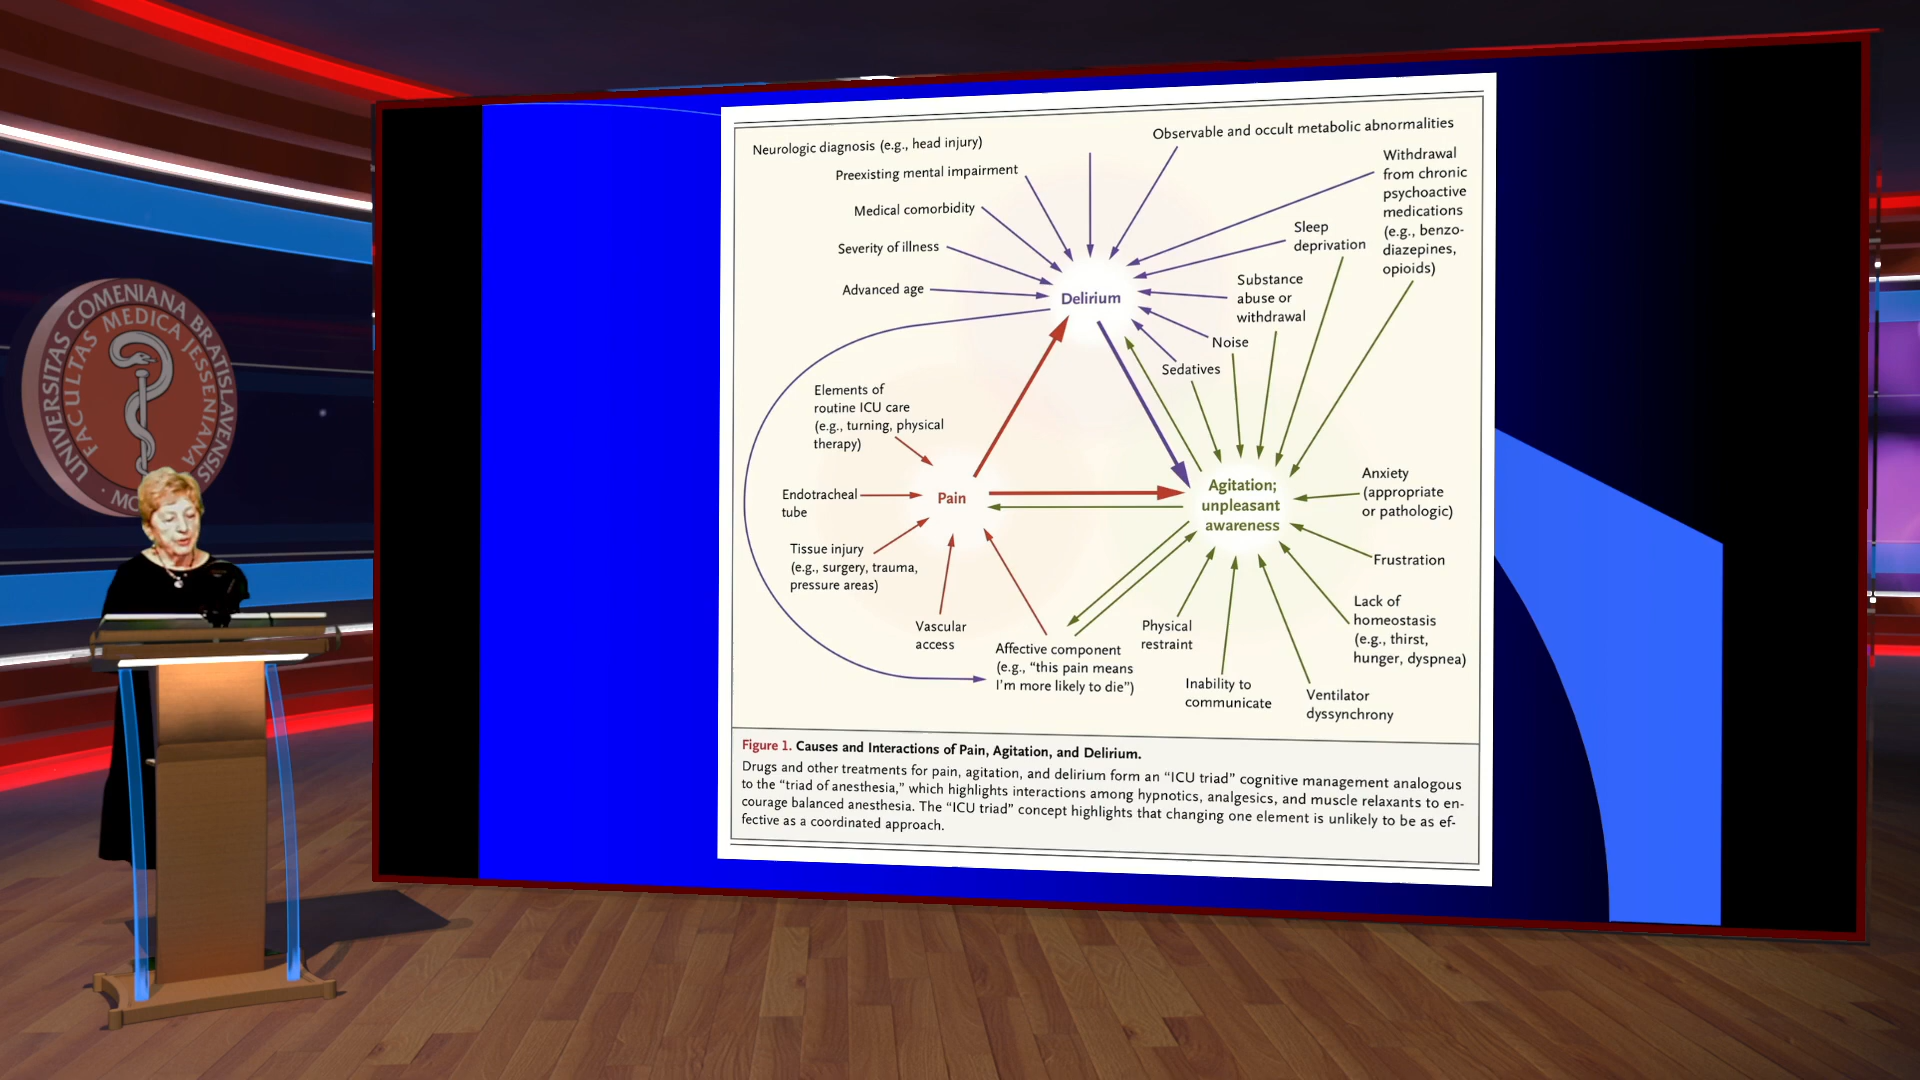 UNIVERSITAS COMENIANA BRATISLAVENSIS
FACULTAS MEDICA JESSENIANA
Neurologic diagnosis (e.g., head injury)
Observable and occult metabolic abnormalities
Preexisting mental impairment
Withdrawal
from chronic
psychoactive
medications
(e.g., benzo-
diazepines,
opioids)
Medical comorbidity
Severity of illness
Sleep
deprivation
Advanced age
Delirium
Substance
abuse or
withdrawal
Noise
Sedatives
Elements of
routine ICU care
(e.g., turning, physical
therapy)
Endotracheal
tube
Pain
Agitation;
unpleasant
awareness
Anxiety
(appropriate
or pathologic)
Tissue injury
(e.g., surgery, trauma,
pressure areas)
Frustration
Vascular
access
Affective component
(e.g., “this pain means
I’m more likely to die”)
Physical
restraint
Lack of
homeostasis
(e.g., thirst,
hunger, dyspnea)
Inability to
communicate
Ventilator
dyssynchrony
Figure 1. Causes and Interactions of Pain, Agitation, and Delirium.
Drugs and other treatments for pain, agitation, and delirium form an “ICU triad” cognitive management analogous
to the “triad of anesthesia,” which highlights interactions among hypnotics, analgesics, and muscle relaxants to en-
courage balanced anesthesia. The “ICU triad” concept highlights that changing one element is unlikely to be as ef-
fective as a coordinated approach.